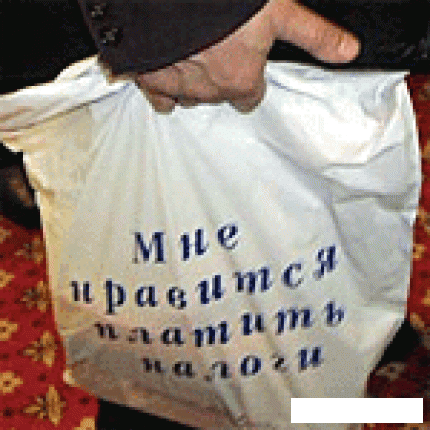 Мне
нравится
платить
налоги